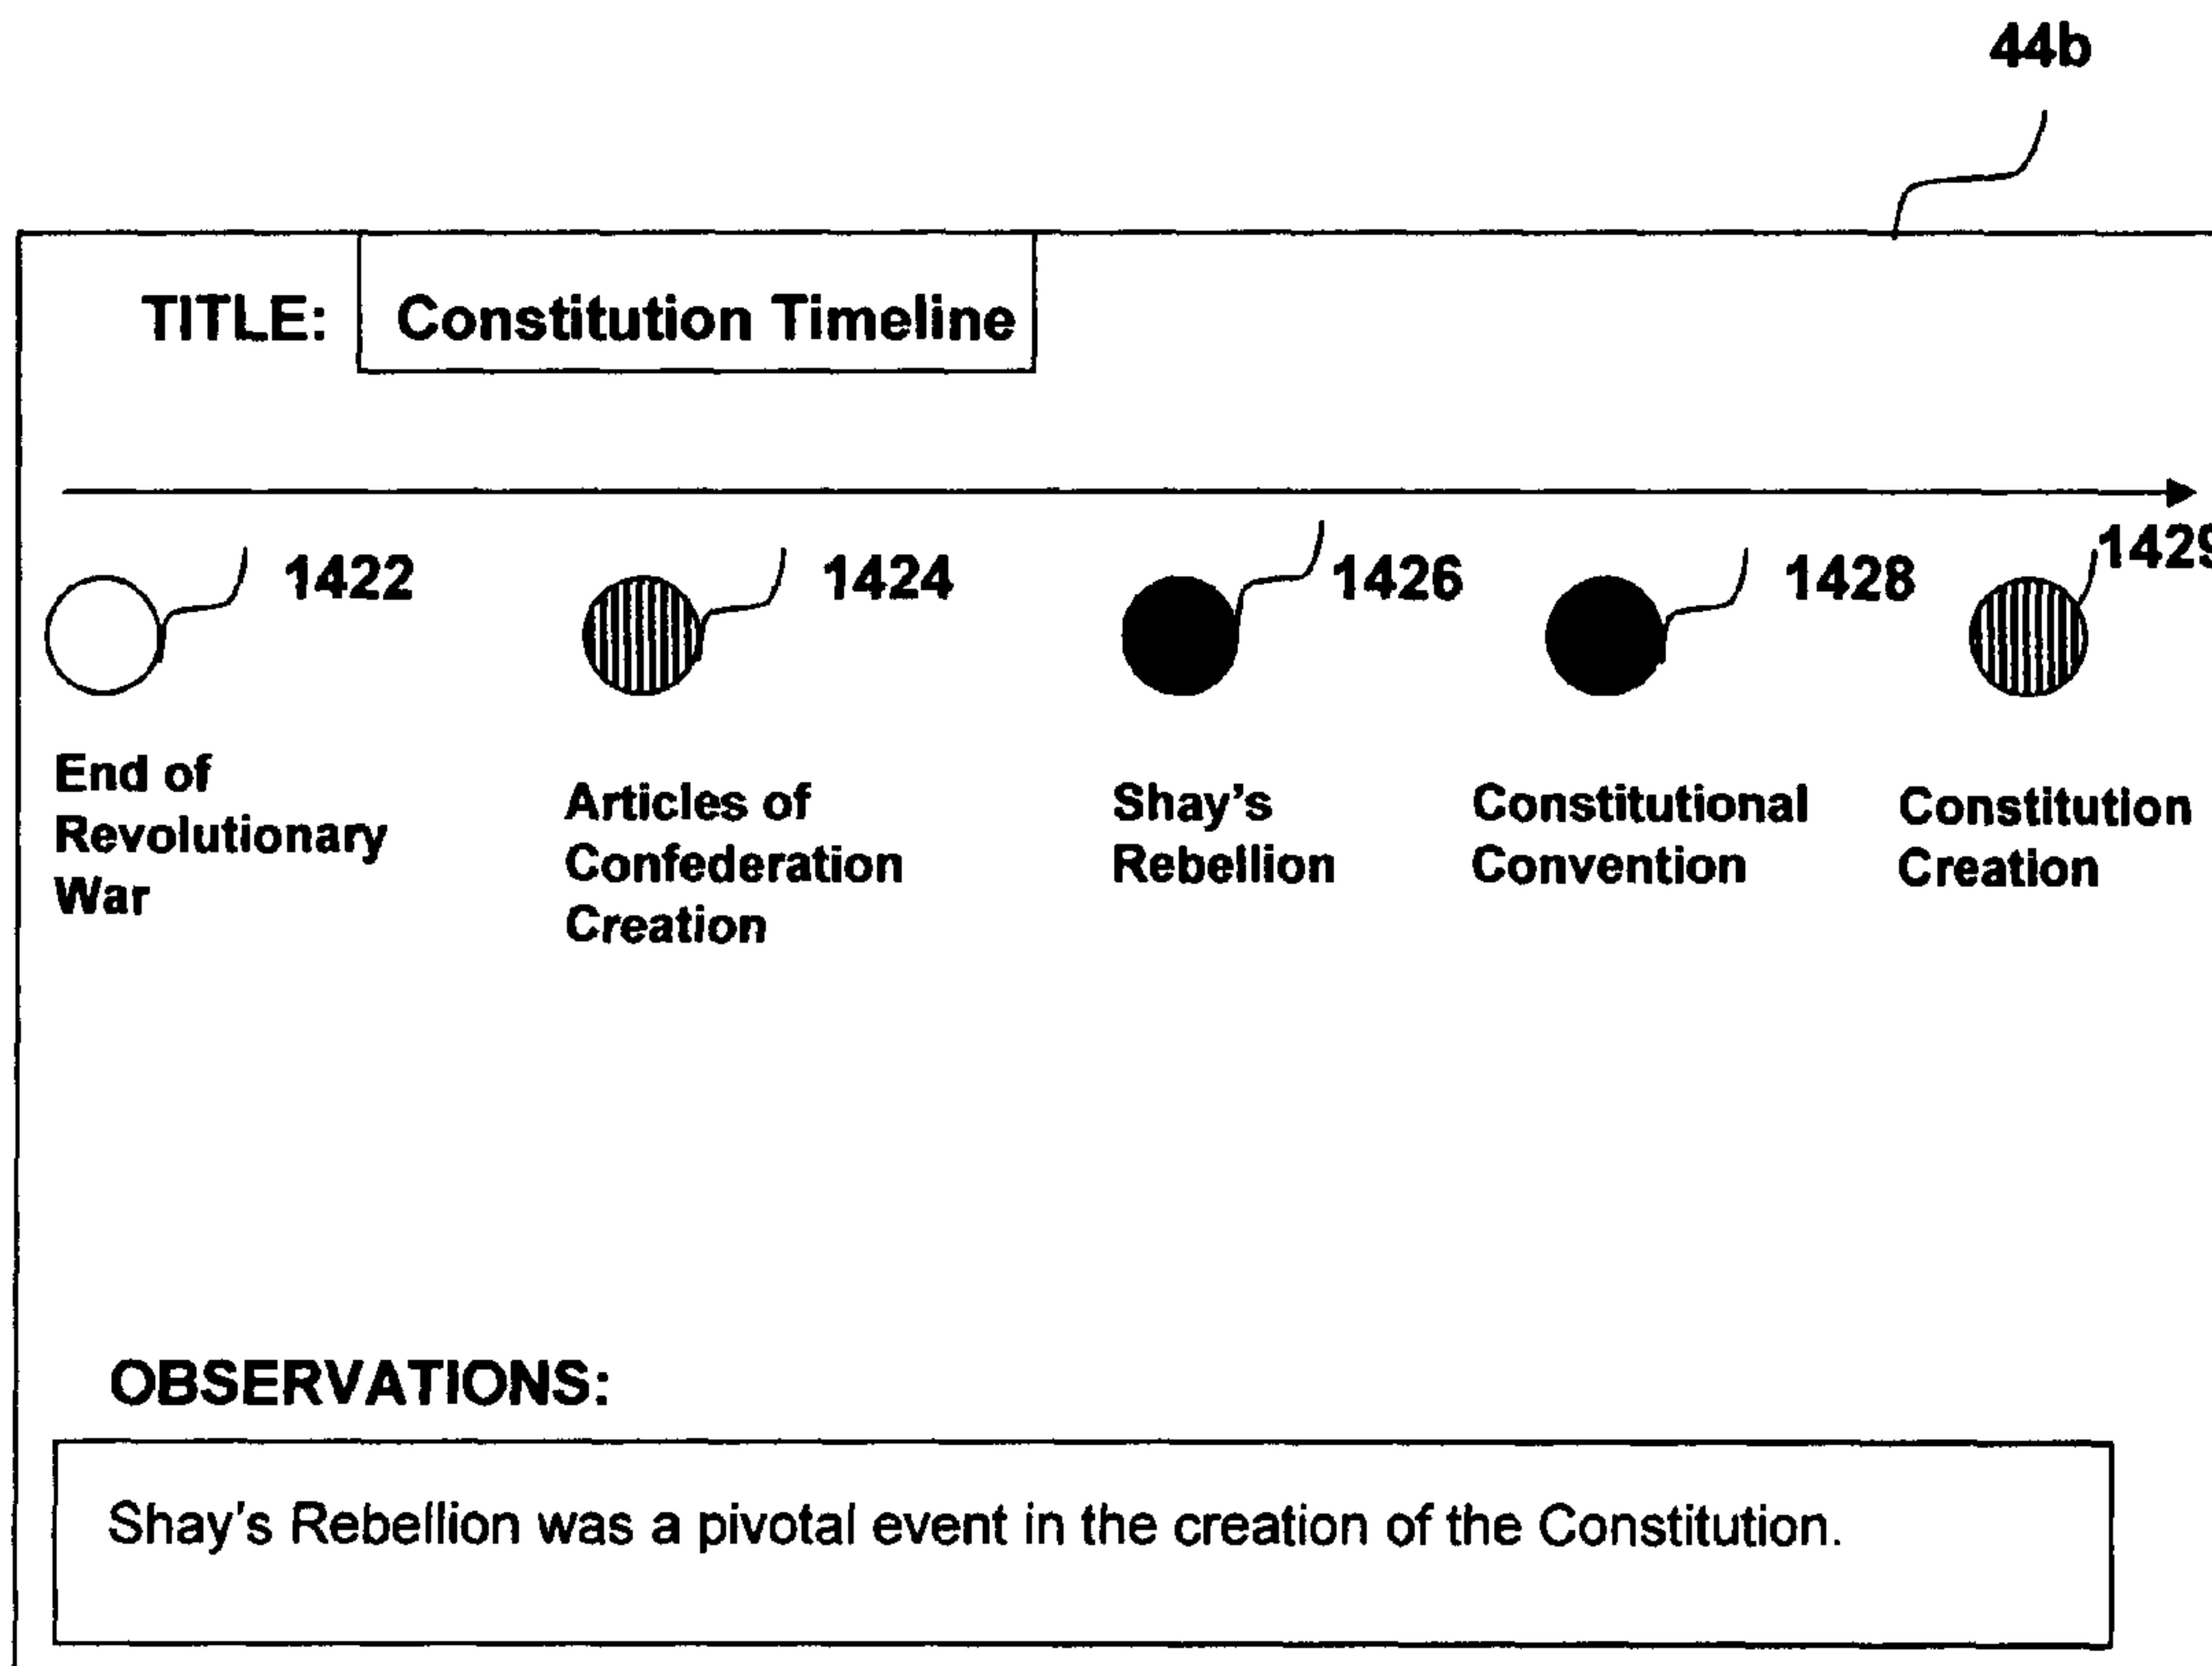 44b
TITLE: Constitution Timeline
1422 1424 1426 1428 1429
End of
Revolutionary
War
Articles of
Confederation
Creation
Shay's
Rebellion
Constitutional
Convention
Constitution
Creation
OBSERVATIONS:
Shay's Rebellion was a pivotal event in the creation of the Constitution.